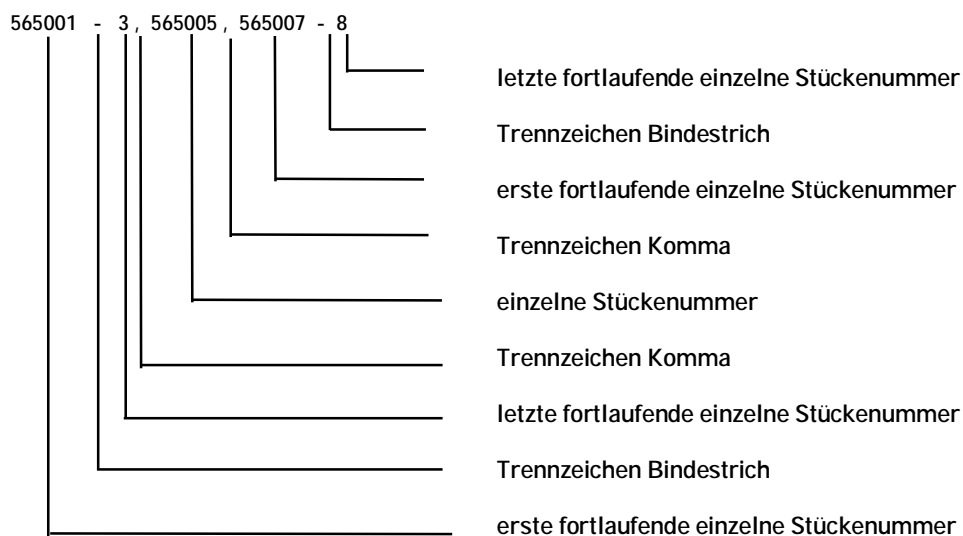 565001 - 3 , 565005 , 565007 - 8
letzte fortlaufende einzelne Stückenummer
Trennzeichen Bindestrich
erste fortlaufende einzelne Stückenummer
Trennzeichen Komma
einzelne Stückenummer
Trennzeichen Komma
letzte fortlaufende einzelne Stückenummer
Trennzeichen Bindestrich
erste fortlaufende einzelne Stückenummer